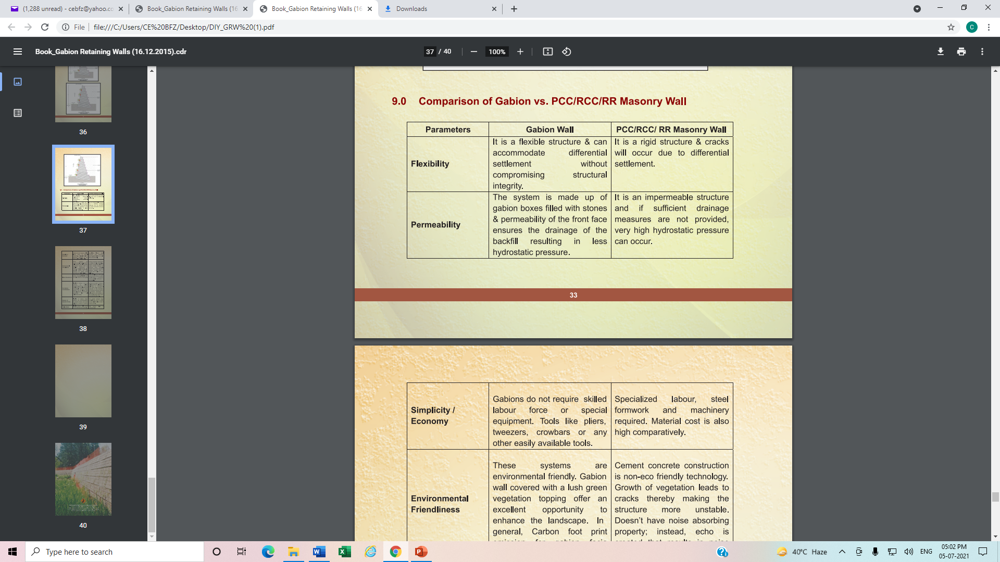 (1,288 unread) - cebfz@yahoo.co
Book_Gabion Retaining Walls (16
Book_Gabion Retaining Walls (16
Downloads
File
file:///C:/Users/CE%20BFZ/Desktop/DIY_GRW%20(1).pdf
C
Book_Gabion Retaining Walls (16.12.2015).cdr
37 / 40
100%
36
37
38
39
40
9.0 Comparison of Gabion vs. PCC/RCC/RR Masonry Wall
Parameters
Gabion Wall
PCC/RCC/ RR Masonry Wall
Flexibility
It is a flexible structure & can
accommodate differential
settlement without
compromising structural
integrity.
It is a rigid structure & cracks
will occur due to differential
settlement.
Permeability
The system is made up of
gabion boxes filled with stones
& permeability of the front face
ensures the drainage of the
backfill resulting in less
hydrostatic pressure.
It is an impermeable structure
and if sufficient drainage
measures are not provided,
very high hydrostatic pressure
can occur.
33
Simplicity /
Economy
Gabions do not require skilled
labour force or special
equipment. Tools like pliers,
tweezers, crowbars or any
other easily available tools.
Specialized labour, steel
formwork and machinery
required. Material cost is also
high comparatively.
Environmental
Friendliness
These systems are
environmental friendly. Gabion
wall covered with a lush green
vegetation topping offer an
excellent opportunity to
enhance the landscape. In
general, Carbon foot print
Cement concrete construction
is non-eco friendly technology.
Growth of vegetation leads to
cracks thereby making the
structure more unstable.
Doesn't have noise absorbing
property; instead, echo is
Type here to search
40°C Haze
ENG
05:02 PM
05-07-2021